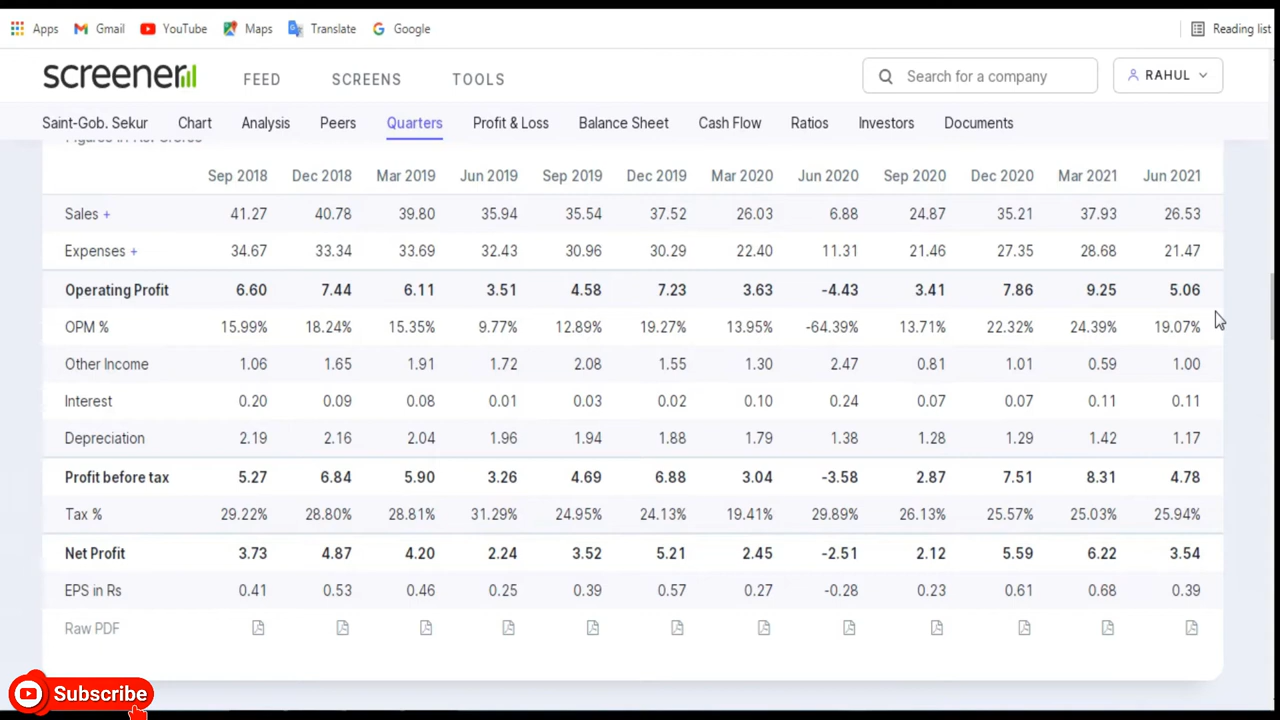 Apps Gmail YouTube Maps Translate Google Reading list
screener FEED SCREENS TOOLS Search for a company RAHUL
Saint-Gob. Sekur Chart Analysis Peers Quarters Profit & Loss Balance Sheet Cash Flow Ratios Investors Documents
Sep 2018 Dec 2018 Mar 2019 Jun 2019 Sep 2019 Dec 2019 Mar 2020 Jun 2020 Sep 2020 Dec 2020 Mar 2021 Jun 2021
Sales + 41.27 40.78 39.80 35.94 35.54 37.52 26.03 6.88 24.87 35.21 37.93 26.53
Expenses + 34.67 33.34 33.69 32.43 30.96 30.29 22.40 11.31 21.46 27.35 28.68 21.47
Operating Profit 6.60 7.44 6.11 3.51 4.58 7.23 3.63 -4.43 3.41 7.86 9.25 5.06
OPM % 15.99% 18.24% 15.35% 9.77% 12.89% 19.27% 13.95% -64.39% 13.71% 22.32% 24.39% 19.07%
Other Income 1.06 1.65 1.91 1.72 2.08 1.55 1.30 2.47 0.81 1.01 0.59 1.00
Interest 0.20 0.09 0.08 0.01 0.03 0.02 0.10 0.24 0.07 0.07 0.11 0.11
Depreciation 2.19 2.16 2.04 1.96 1.94 1.88 1.79 1.38 1.28 1.29 1.42 1.17
Profit before tax 5.27 6.84 5.90 3.26 4.69 6.88 3.04 -3.58 2.87 7.51 8.31 4.78
Tax % 29.22% 28.80% 28.81% 31.29% 24.95% 24.13% 19.41% 29.89% 26.13% 25.57% 25.03% 25.94%
Net Profit 3.73 4.87 4.20 2.24 3.52 5.21 2.45 -2.51 2.12 5.59 6.22 3.54
EPS in Rs 0.41 0.53 0.46 0.25 0.39 0.57 0.27 -0.28 0.23 0.61 0.68 0.39
Raw PDF
Subscribe